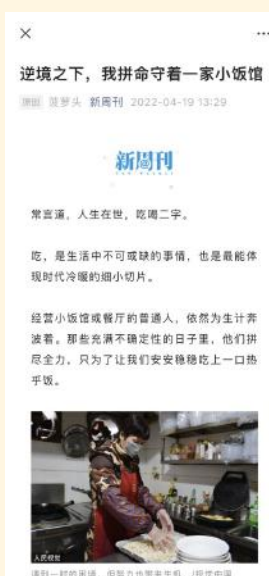 逆境之下，我拼命守着一家小饭馆
原创 菠萝头 新周刊 2022-04-19 13:29
新周刊
常言道，人生在世，吃喝二字。
吃，是生活中不可或缺的事情，也是最能体
现时代冷暖的细小切片。
经营小饭馆或餐厅的普通人，依然为生计奔
波着。那些充满不确定性的日子里，他们拼
尽全力，只为了让我们安安稳稳吃上一口热
乎饭。
人民视觉